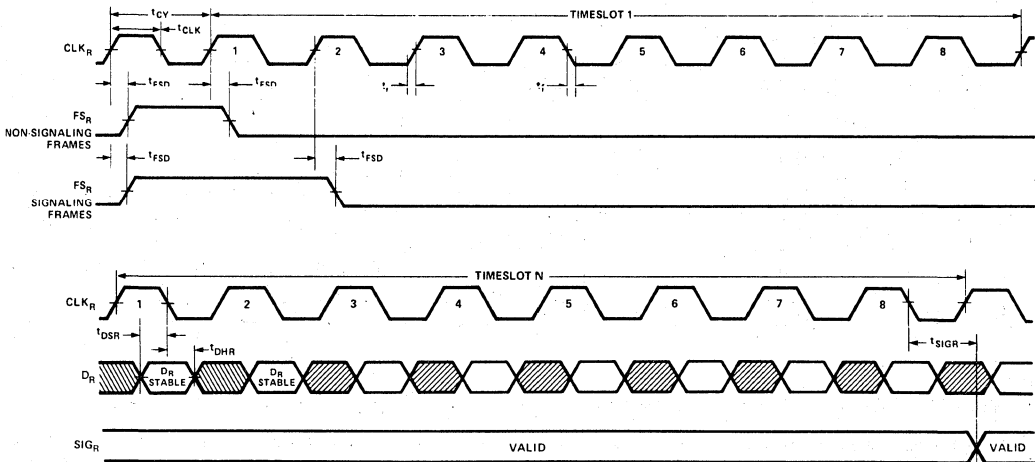 tCY
TIMESLOT 1
tCLK
CLKR
1 2 3 4 5 6 7 8
tFSD tFSD tr tf
FSR
NON-SIGNALING
FRAMES
tFSD tFSD
FSR
SIGNALING
FRAMES
TIMESLOT N
CLKR
1 2 3 4 5 6 7 8
tDSR tDHR tSIGR
DR
DR
STABLE
DR
STABLE
SIGR
VALID VALID